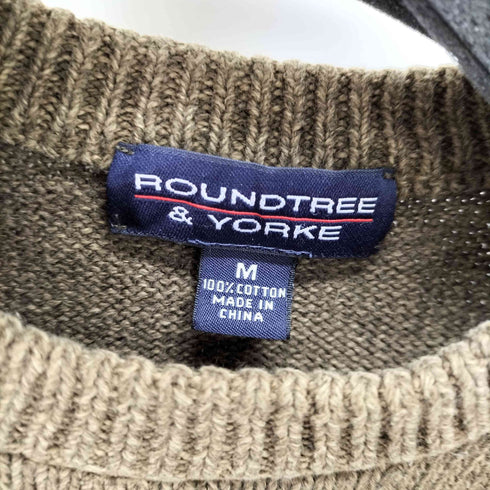 ROUNDTREE
& YORKE
M
100% COTTON
MADE IN
CHINA